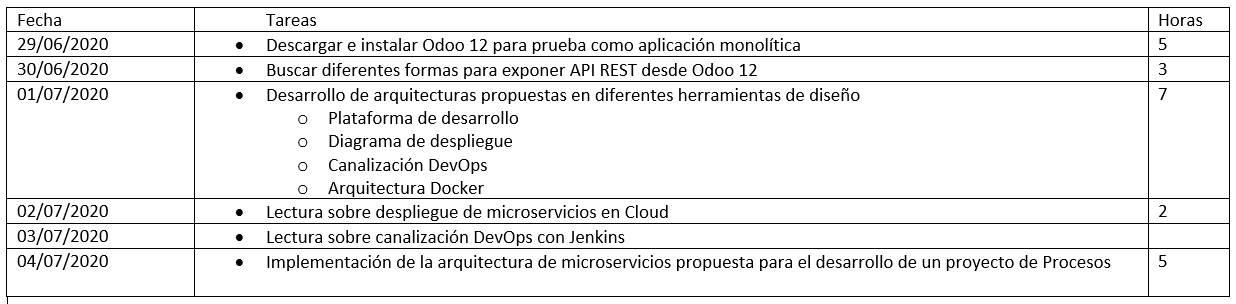 Fecha Tareas Horas
29/06/2020 • Descargar e instalar Odoo 12 para prueba como aplicación monolítica 5
30/06/2020 • Buscar diferentes formas para exponer API REST desde Odoo 12 3
01/07/2020 • Desarrollo de arquitecturas propuestas en diferentes herramientas de diseño 7
o Plataforma de desarrollo
o Diagrama de despliegue
o Canalización DevOps
o Arquitectura Docker
02/07/2020 • Lectura sobre despliegue de microservicios en Cloud 2
03/07/2020 • Lectura sobre canalización DevOps con Jenkins
04/07/2020 • Implementación de la arquitectura de microservicios propuesta para el desarrollo de un proyecto de Procesos 5